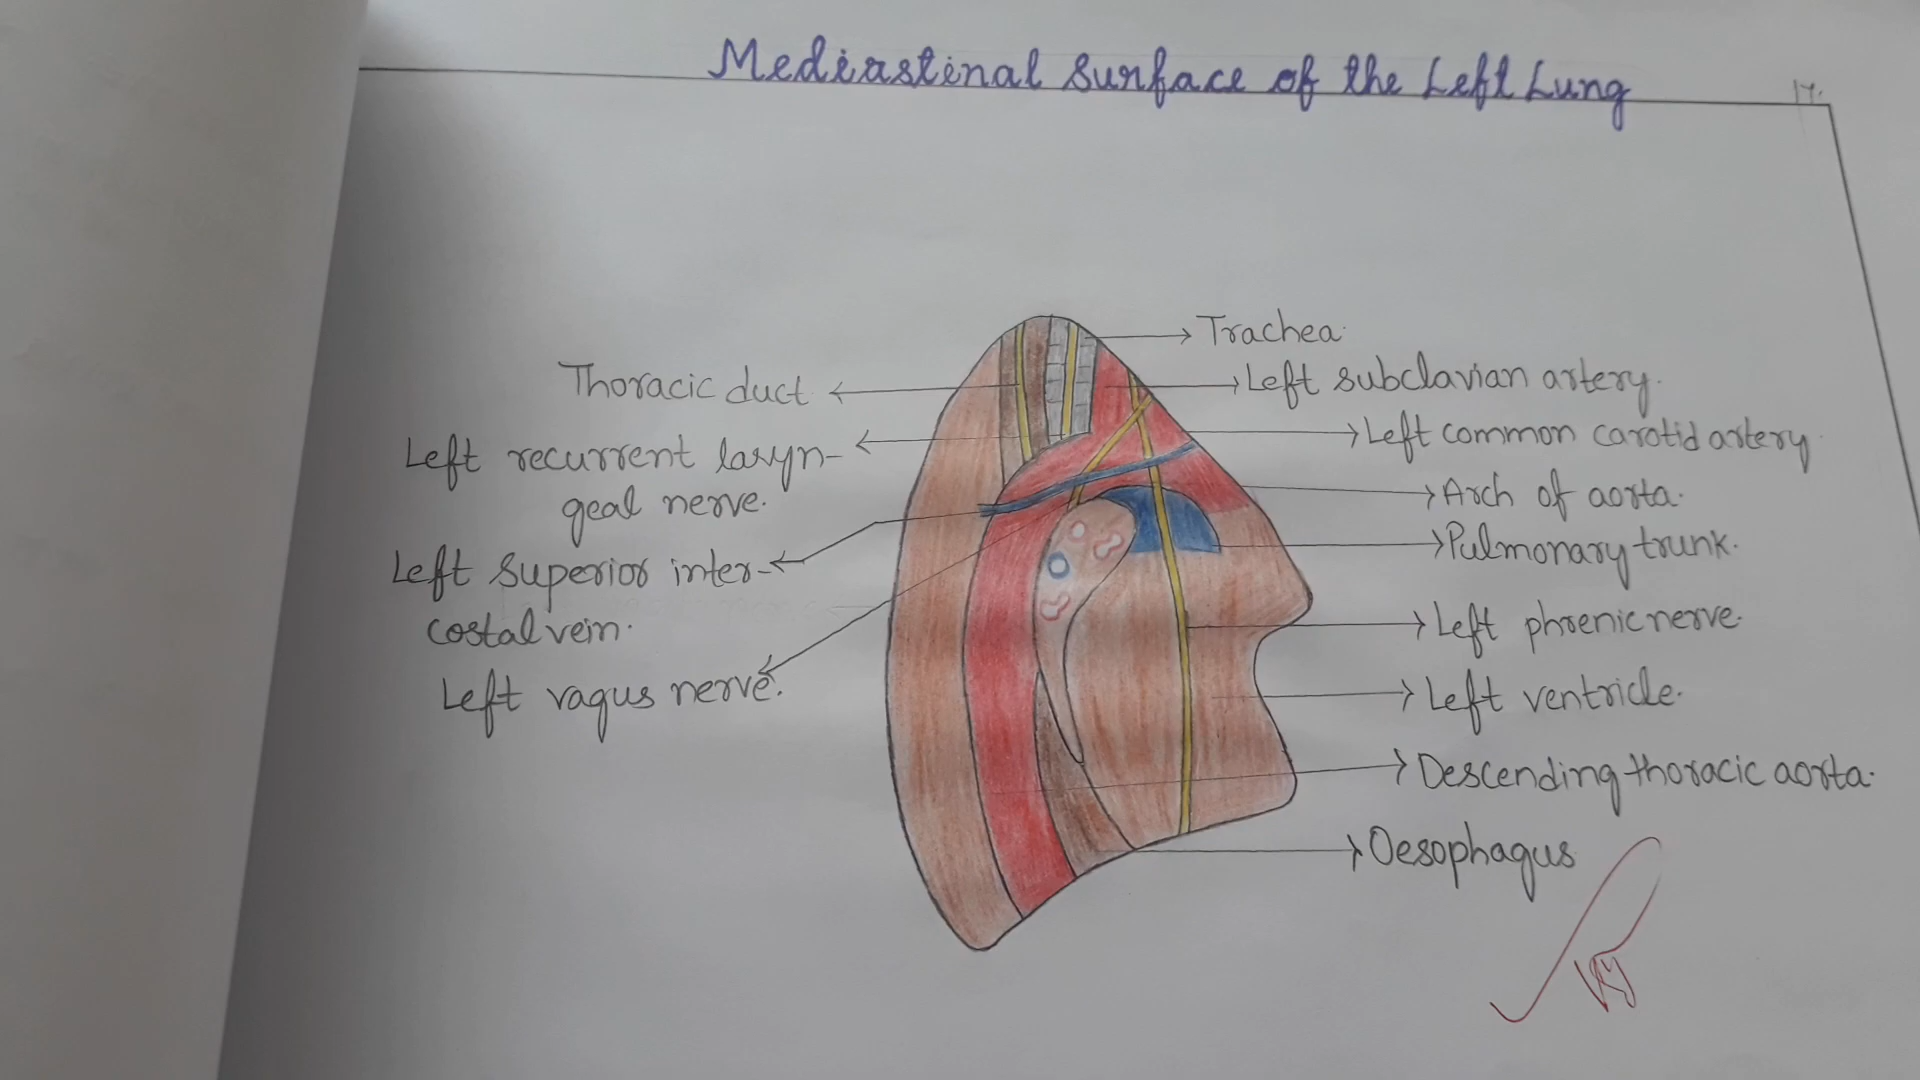 Mediastinal Surface of the Left Lung
17.
Thoracic duct
Left recurrent laryn-
geal nerve.
Left superior inter-
costal vein.
Left vagus nerve.
Trachea
Left subclavian artery.
Left common carotid artery
Arch of aorta.
Pulmonary trunk.
Left phrenic nerve.
Left ventricle.
Descending thoracic aorta.
Oesophagus